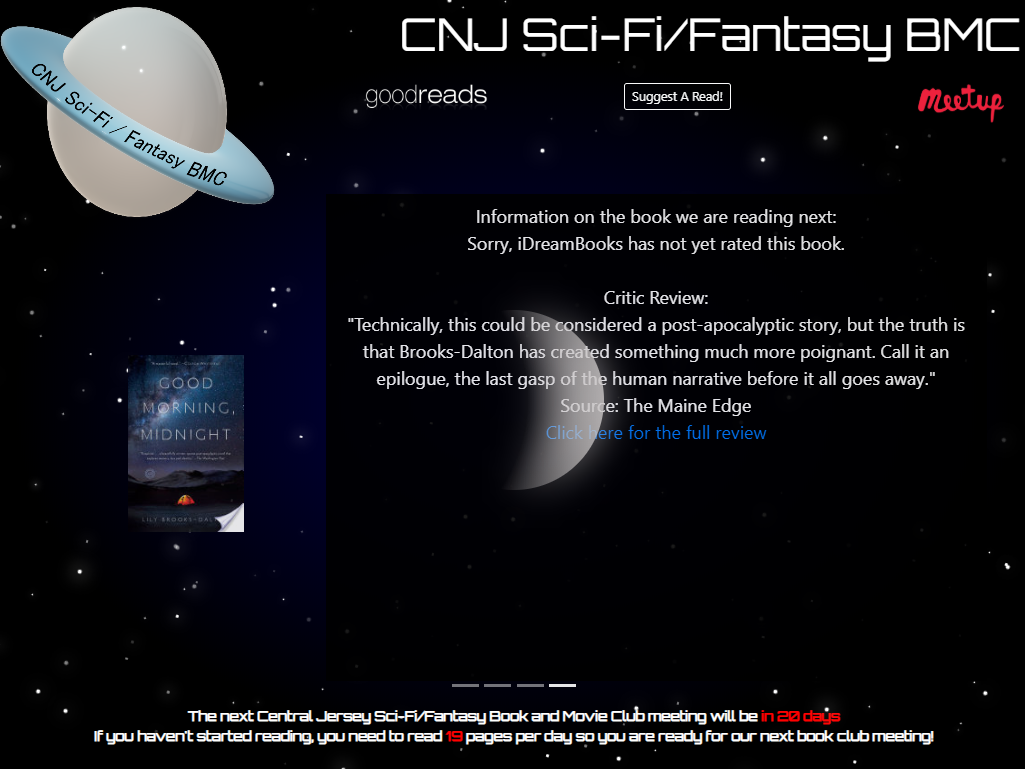 CNJ Sci-Fi/Fantasy BMC
CNJ Sci-Fi / Fantasy BMC
goodreads
Suggest A Read!
Meetup
Information on the book we are reading next:
Sorry, iDreamBooks has not yet rated this book.
Critic Review:
"Technically, this could be considered a post-apocalyptic story, but the truth is
that Brooks-Dalton has created something much more poignant. Call it an
epilogue, the last gasp of the human narrative before it all goes away."
Source: The Maine Edge
Click here for the full review
GOOD
MORNING,
MIDNIGHT
LILY BROOKS-DALT
The next Central Jersey Sci-Fi/Fantasy Book and Movie Club meeting will be in 20 days
If you haven't started reading, you need to read 19 pages per day so you are ready for our next book club meeting!